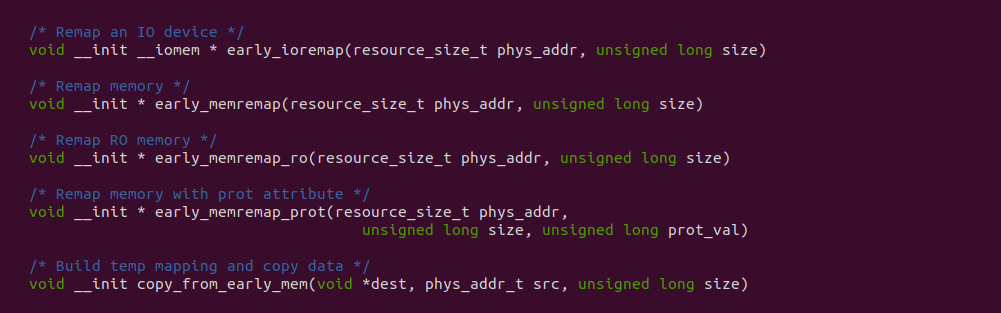 /* Remap an IO device */
void __init __iomem * early_ioremap(resource_size_t phys_addr, unsigned long size)
/* Remap memory */
void __init * early_memremap(resource_size_t phys_addr, unsigned long size)
/* Remap RO memory */
void __init * early_memremap_ro(resource_size_t phys_addr, unsigned long size)
/* Remap memory with prot attribute */
void __init * early_memremap_prot(resource_size_t phys_addr,
unsigned long size, unsigned long prot_val)
/* Build temp mapping and copy data */
void __init copy_from_early_mem(void *dest, phys_addr_t src, unsigned long size)